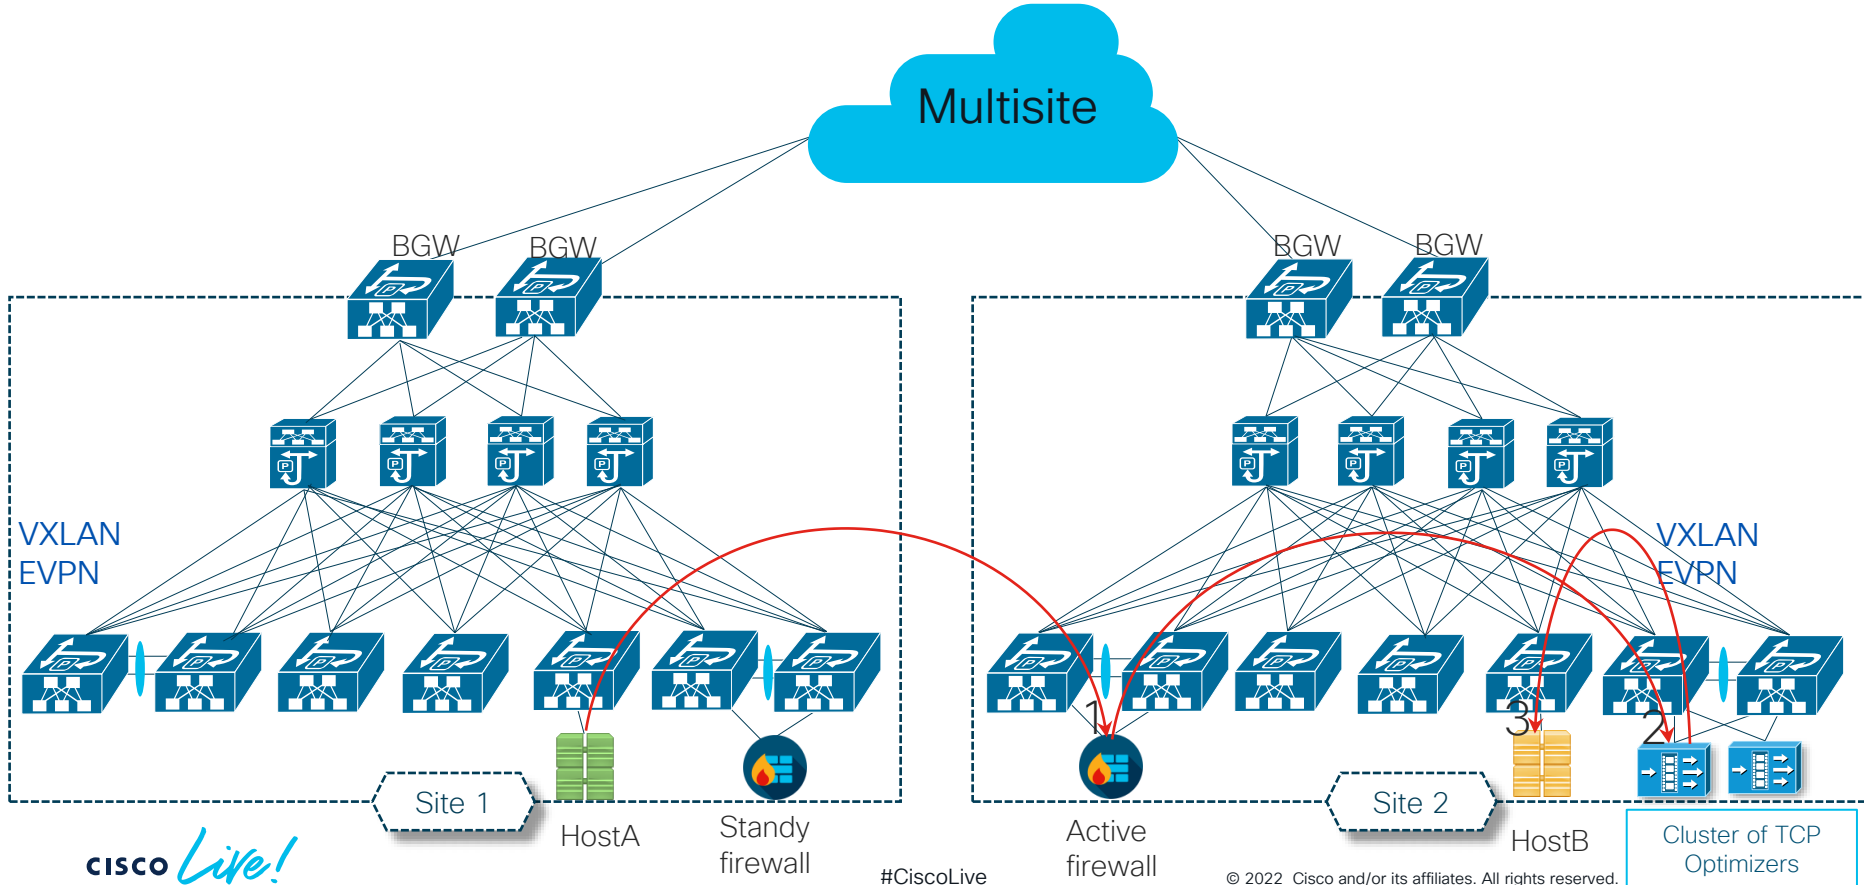 Multisite
BGW
BGW
BGW
BGW
VXLAN
EVPN
VXLAN
EVPN
P
P
P
P
P
P
P
P
1
3
2
Site 1
HostA
Standy
firewall
Active
firewall
Site 2
HostB
Cluster of TCP
Optimizers
CISCO Live!
#CiscoLive
© 2022 Cisco and/or its affiliates. All rights reserved.